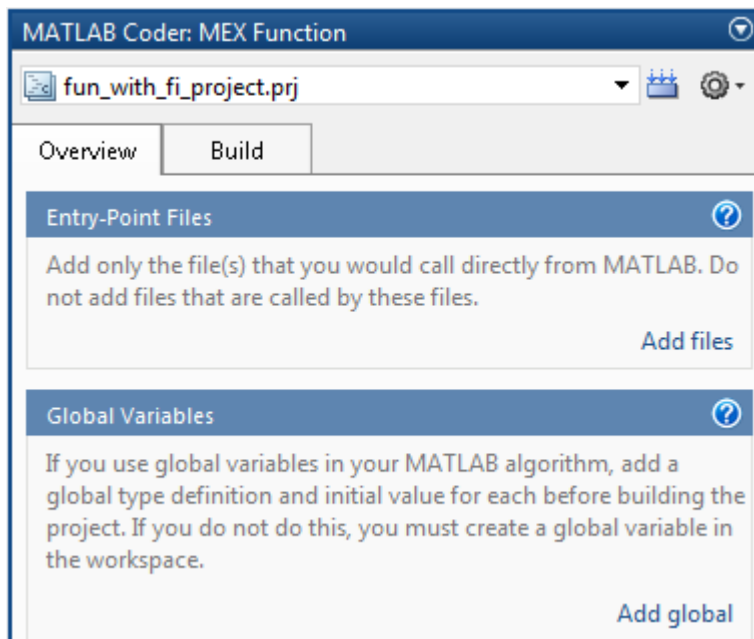 MATLAB Coder: MEX Function
fun_with_fi_project.prj
Overview Build
Entry-Point Files
Add only the file(s) that you would call directly from MATLAB. Do
not add files that are called by these files.
Add files
Global Variables
If you use global variables in your MATLAB algorithm, add a
global type definition and initial value for each before building the
project. If you do not do this, you must create a global variable in
the workspace.
Add global